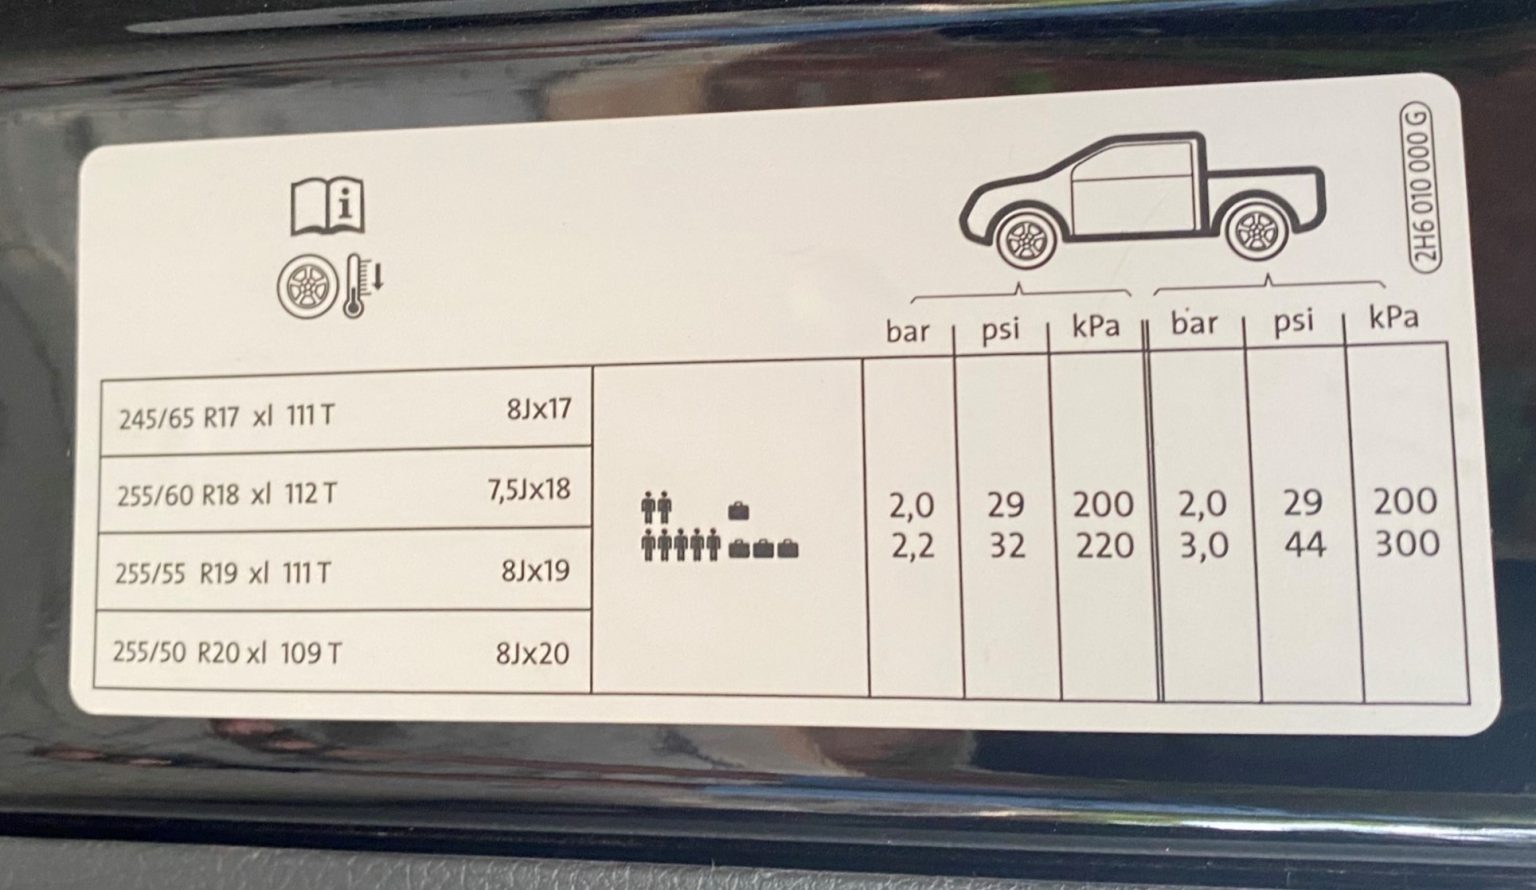 i
2H6 010 000 G
bar psi kPa bar psi kPa
245/65 R17 xl 111 T 8Jx17
255/60 R18 xl 112 T 7,5Jx18
255/55 R19 xl 111 T 8Jx19
255/50 R20 xl 109 T 8Jx20
2,0 29 200 2,0 29 200
2,2 32 220 3,0 44 300